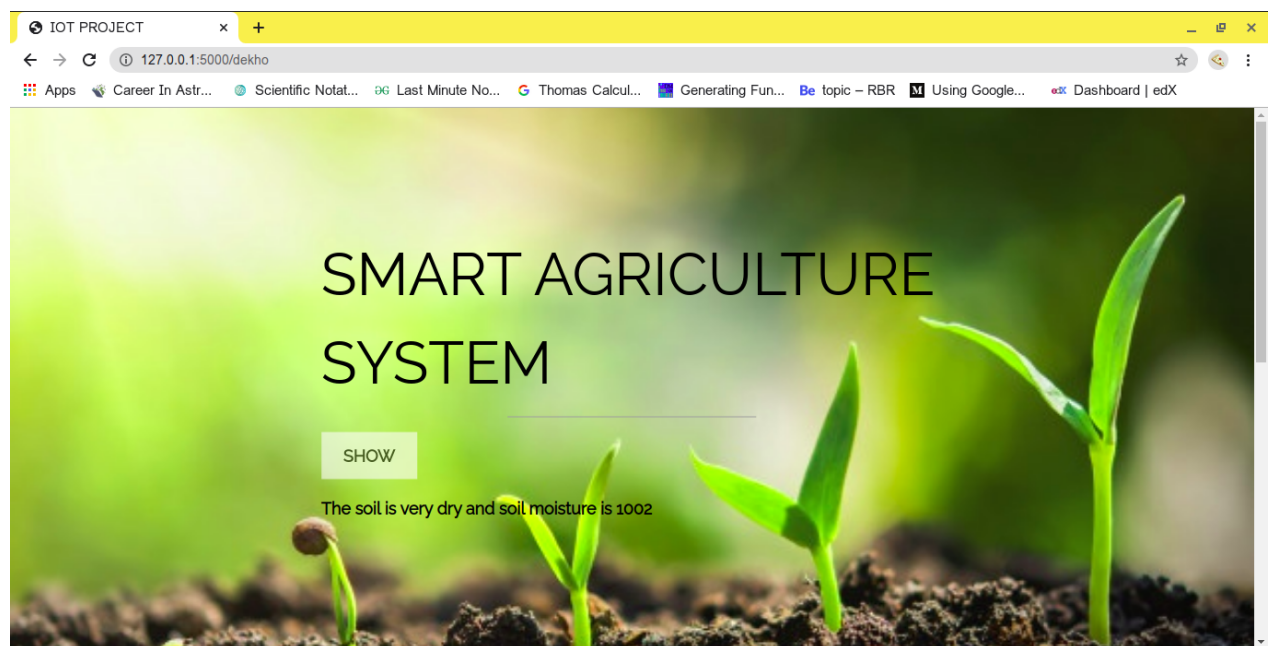 IOT PROJECT
127.0.0.1:5000/dekho
Apps Career In Astr... Scientific Notat... Last Minute No... Thomas Calcul... Generating Fun... Be topic – RBR M Using Google... edX Dashboard | edX
SMART AGRICULTURE
SYSTEM
SHOW
The soil is very dry and soil moisture is 1002